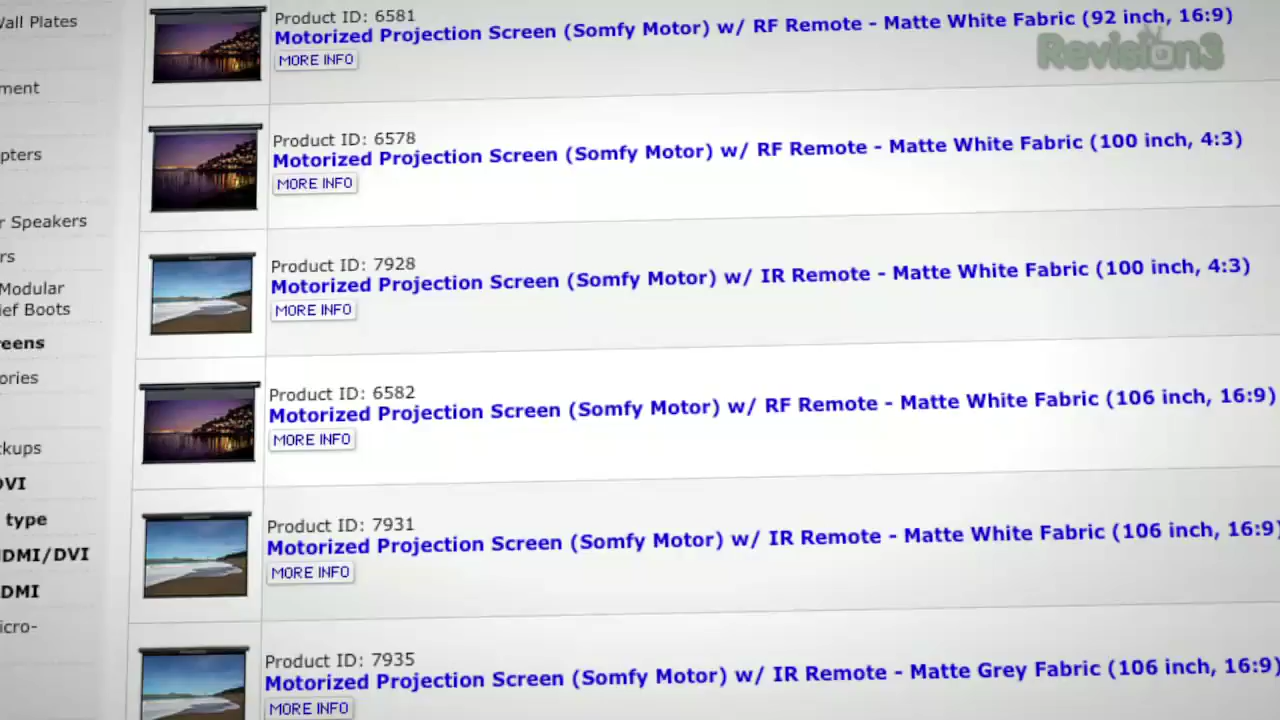 Wall Plates
ment
pters
r Speakers
rs
Modular
ief Boots
reens
ories
kups
DVI
type
HDMI/DVI
DMI
icro-
Product ID: 6581
Motorized Projection Screen (Somfy Motor) w/ RF Remote - Matte White Fabric (92 inch, 16:9)
MORE INFO
Revision3
Product ID: 6578
Motorized Projection Screen (Somfy Motor) w/ RF Remote - Matte White Fabric (100 inch, 4:3)
MORE INFO
Product ID: 7928
Motorized Projection Screen (Somfy Motor) w/ IR Remote - Matte White Fabric (100 inch, 4:3)
MORE INFO
Product ID: 6582
Motorized Projection Screen (Somfy Motor) w/ RF Remote - Matte White Fabric (106 inch, 16:9)
MORE INFO
Product ID: 7931
Motorized Projection Screen (Somfy Motor) w/ IR Remote - Matte White Fabric (106 inch, 16:9)
MORE INFO
Product ID: 7935
Motorized Projection Screen (Somfy Motor) w/ IR Remote - Matte Grey Fabric (106 inch, 16:9)
MORE INFO